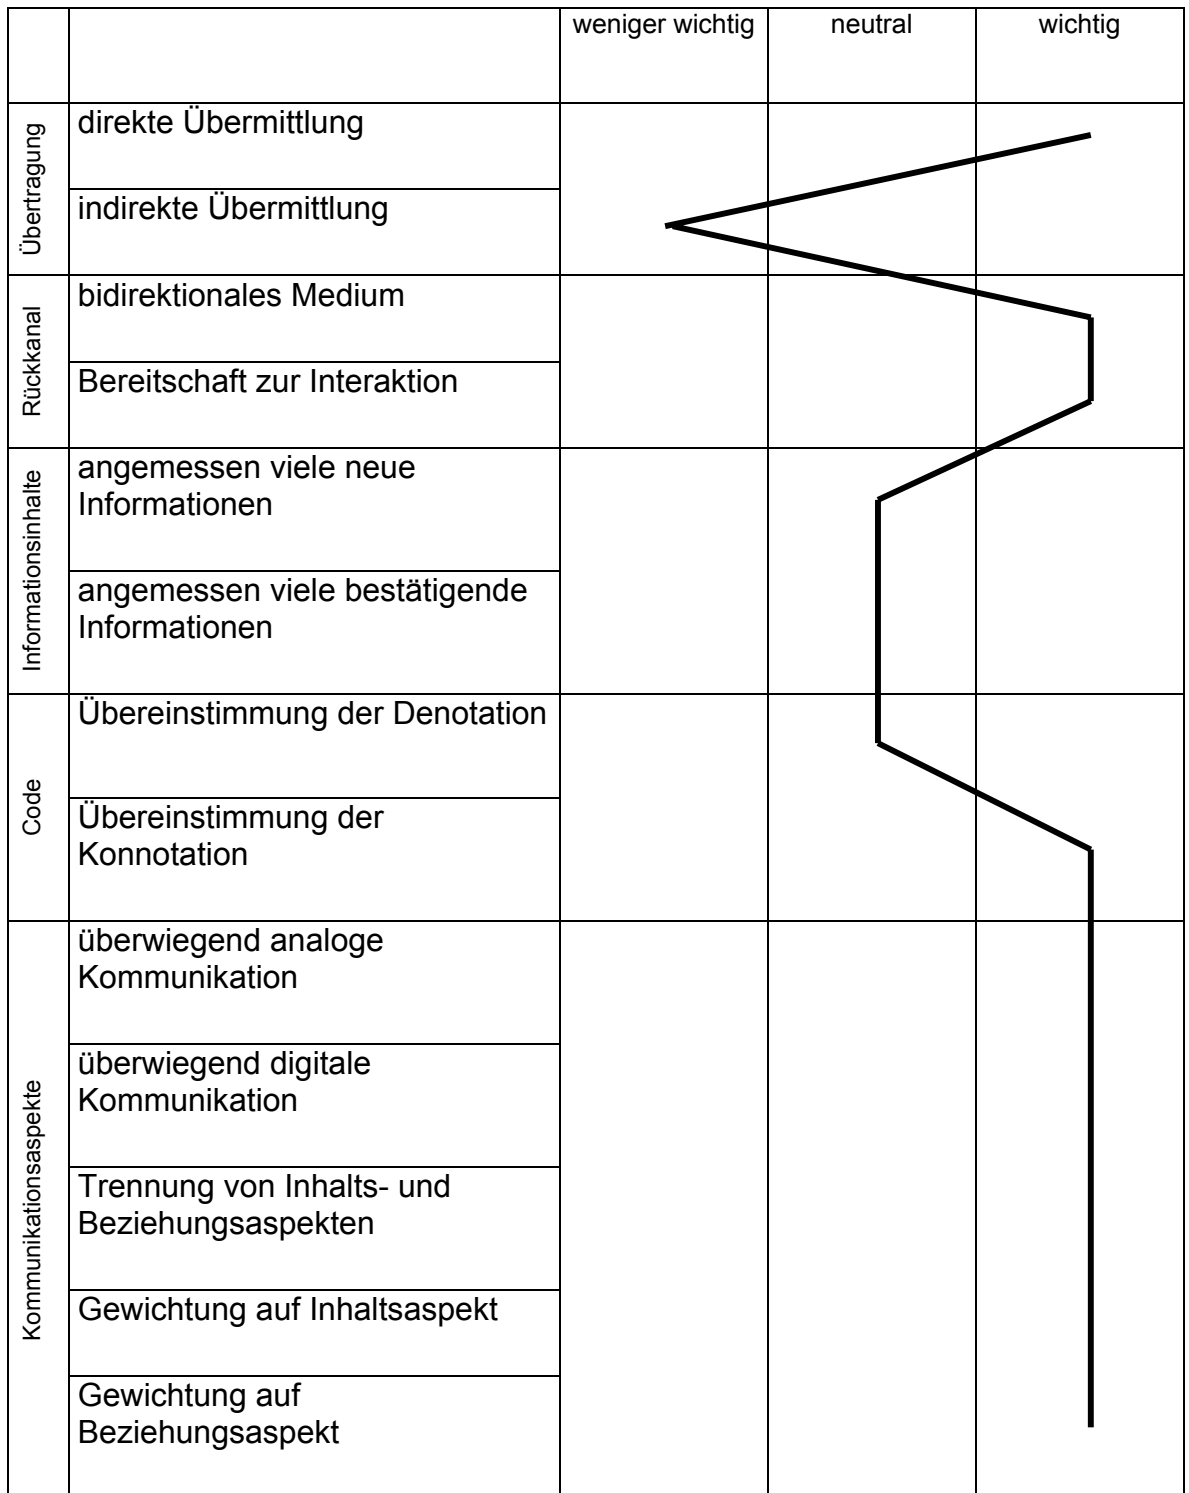 weniger wichtig neutral wichtig
Übertragung
direkte Übermittlung
indirekte Übermittlung
Rückkanal
bidirektionales Medium
Bereitschaft zur Interaktion
Informationsinhalte
angemessen viele neue
Informationen
angemessen viele bestätigende
Informationen
Code
Übereinstimmung der Denotation
Übereinstimmung der
Konnotation
Kommunikationsaspekte
überwiegend analoge
Kommunikation
überwiegend digitale
Kommunikation
Trennung von Inhalts- und
Beziehungsaspekten
Gewichtung auf Inhaltsaspekt
Gewichtung auf
Beziehungsaspekt